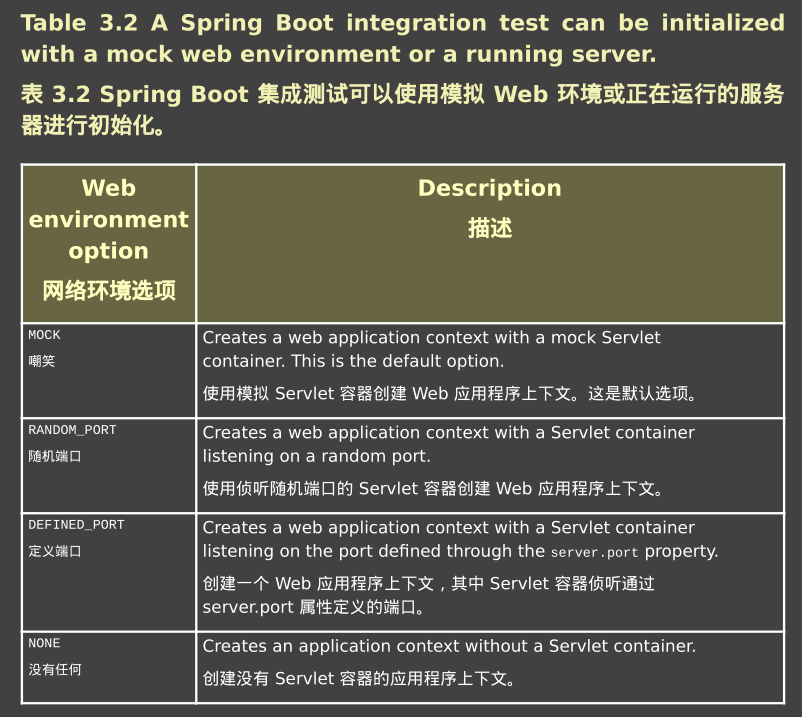 Table 3.2 A Spring Boot integration test can be initialized
with a mock web environment or a running server.
表 3.2 Spring Boot 集成测试可以使用模拟 Web 环境或正在运行的服务
器进行初始化。
Web
environment
option
网络环境选项
Description
描述
MOCK
嘲笑
Creates a web application context with a mock Servlet
container. This is the default option.
使用模拟 Servlet 容器创建 Web 应用程序上下文。这是默认选项。
RANDOM_PORT
随机端口
Creates a web application context with a Servlet container
listening on a random port.
使用侦听随机端口的 Servlet 容器创建 Web 应用程序上下文。
DEFINED_PORT
定义端口
Creates a web application context with a Servlet container
listening on the port defined through the server.port property.
创建一个 Web 应用程序上下文，其中 Servlet 容器侦听通过
server.port 属性定义的端口。
NONE
没有任何
Creates an application context without a Servlet container.
创建没有 Servlet 容器的应用程序上下文。